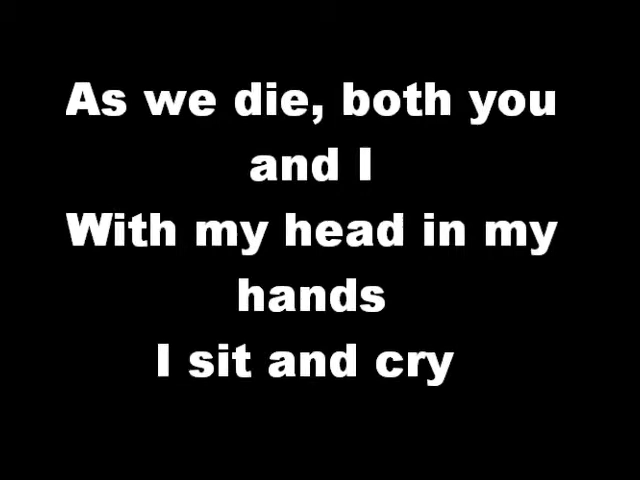 As we die, both you
and I
With my head in my
hands
I sit and cry